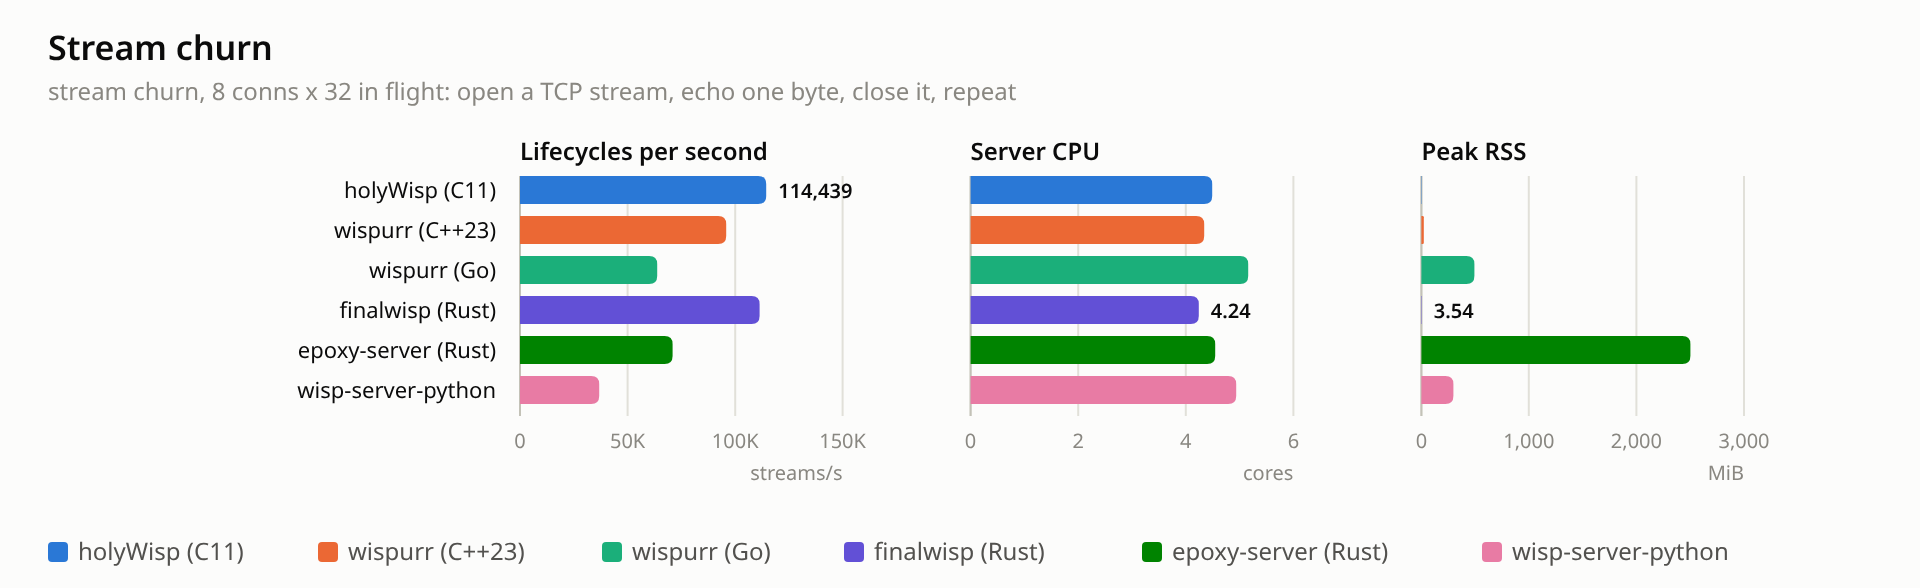 Stream churn
stream churn, 8 conns x 32 in flight: open a TCP stream, echo one byte, close it, repeat
Lifecycles per second
Server CPU
Peak RSS
holyWisp (C11)
114,439
wispurr (C++23)
wispurr (Go)
finalwisp (Rust)
4.24
3.54
epoxy-server (Rust)
wisp-server-python
0 50K 100K 150K
0 2 4 6
0 1,000 2,000 3,000
streams/s
cores
MiB
holyWisp (C11) wispurr (C++23) wispurr (Go) finalwisp (Rust) epoxy-server (Rust) wisp-server-python